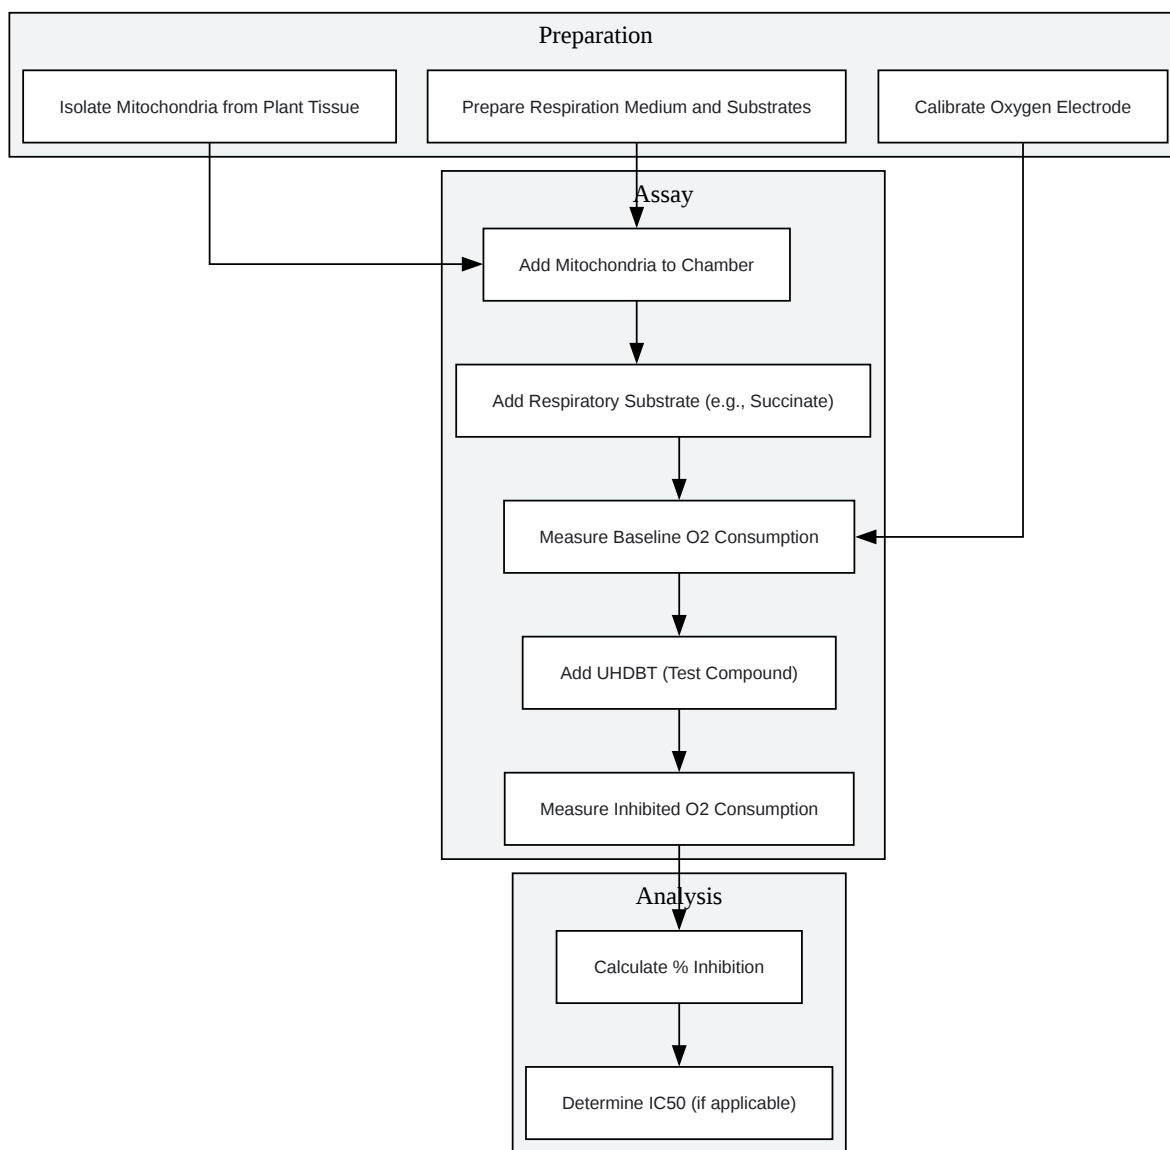 Preparation
Isolate Mitochondria from Plant Tissue
Prepare Respiration Medium and Substrates
Calibrate Oxygen Electrode
Assay
Add Mitochondria to Chamber
Add Respiratory Substrate (e.g., Succinate)
Measure Baseline O2 Consumption
Add UHDBT (Test Compound)
Measure Inhibited O2 Consumption
Analysis
Calculate % Inhibition
Determine IC50 (if applicable)